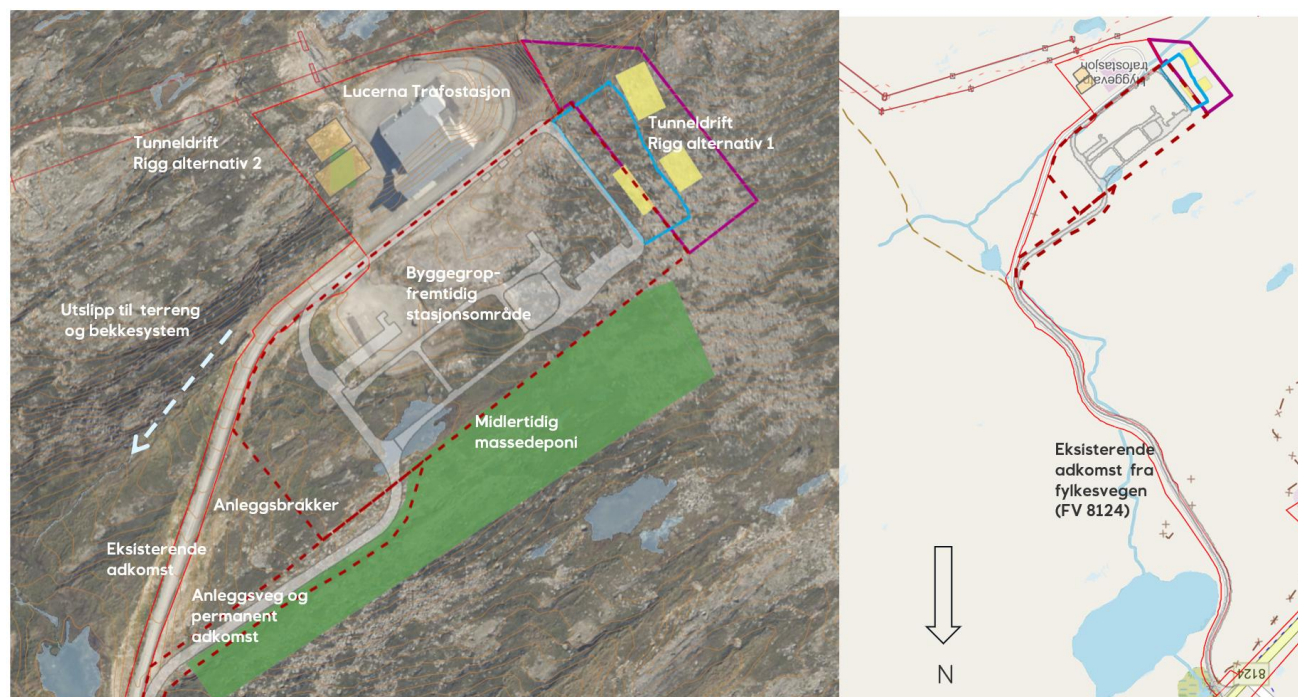 Lucerna Trafostasjon
Tunneldrift
Rigg alternativ 2
Tunneldrift
Rigg alternativ 1
Byggegrop-
fremtidig
stasjonsområde
Utslipp til terreng
og bekkesystem
Midlertidig
massedeponi
Anleggsbrakker
Eksisterende
adkomst
Anleggsveg og
permanent
adkomst
trafostasjon
Eksisterende
adkomst fra
fylkesvegen
(FV 8124)
N
8124